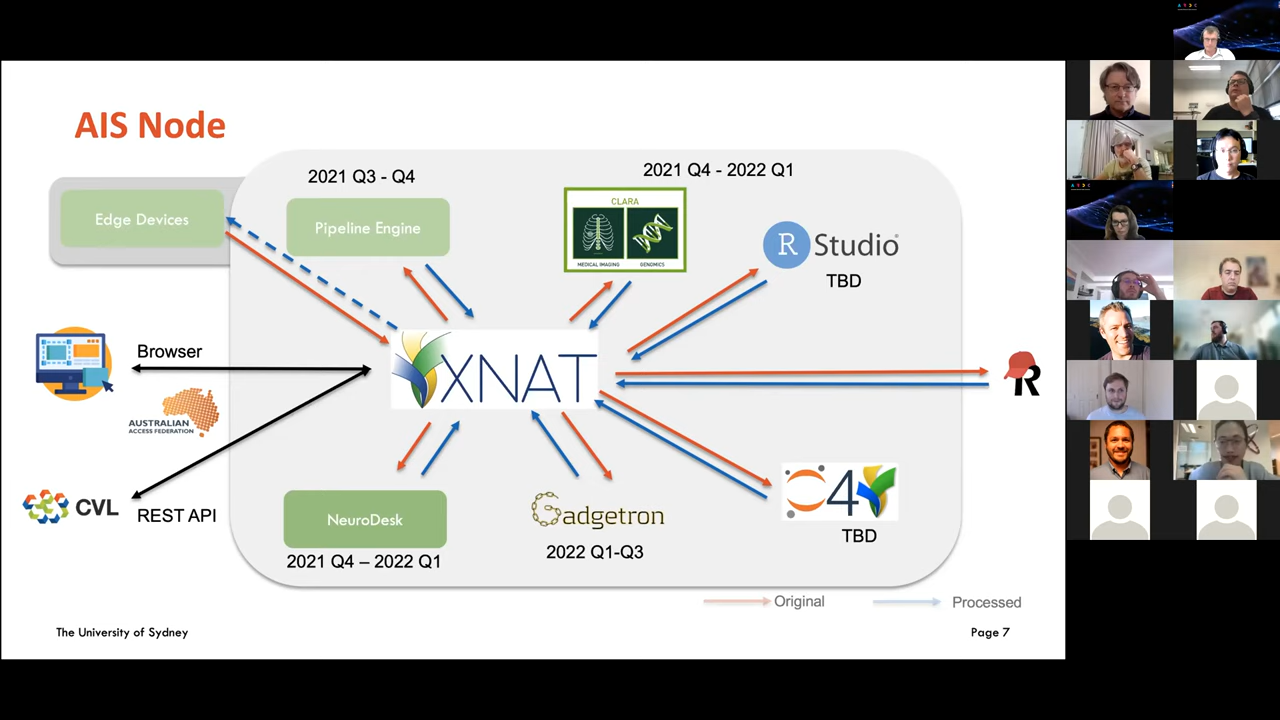 AIS Node
2021 Q3 - Q4
2021 Q4 - 2022 Q1
Edge Devices
Pipeline Engine
CLARA
MEDICAL IMAGING
GENOMICS
R Studio
TBD
Browser
XNAT
R
AUSTRALIAN
ACCESS FEDERATION
CVL
REST API
NeuroDesk
2021 Q4 – 2022 Q1
Gadgetron
2022 Q1-Q3
4
TBD
Original
Processed
The University of Sydney
Page 7